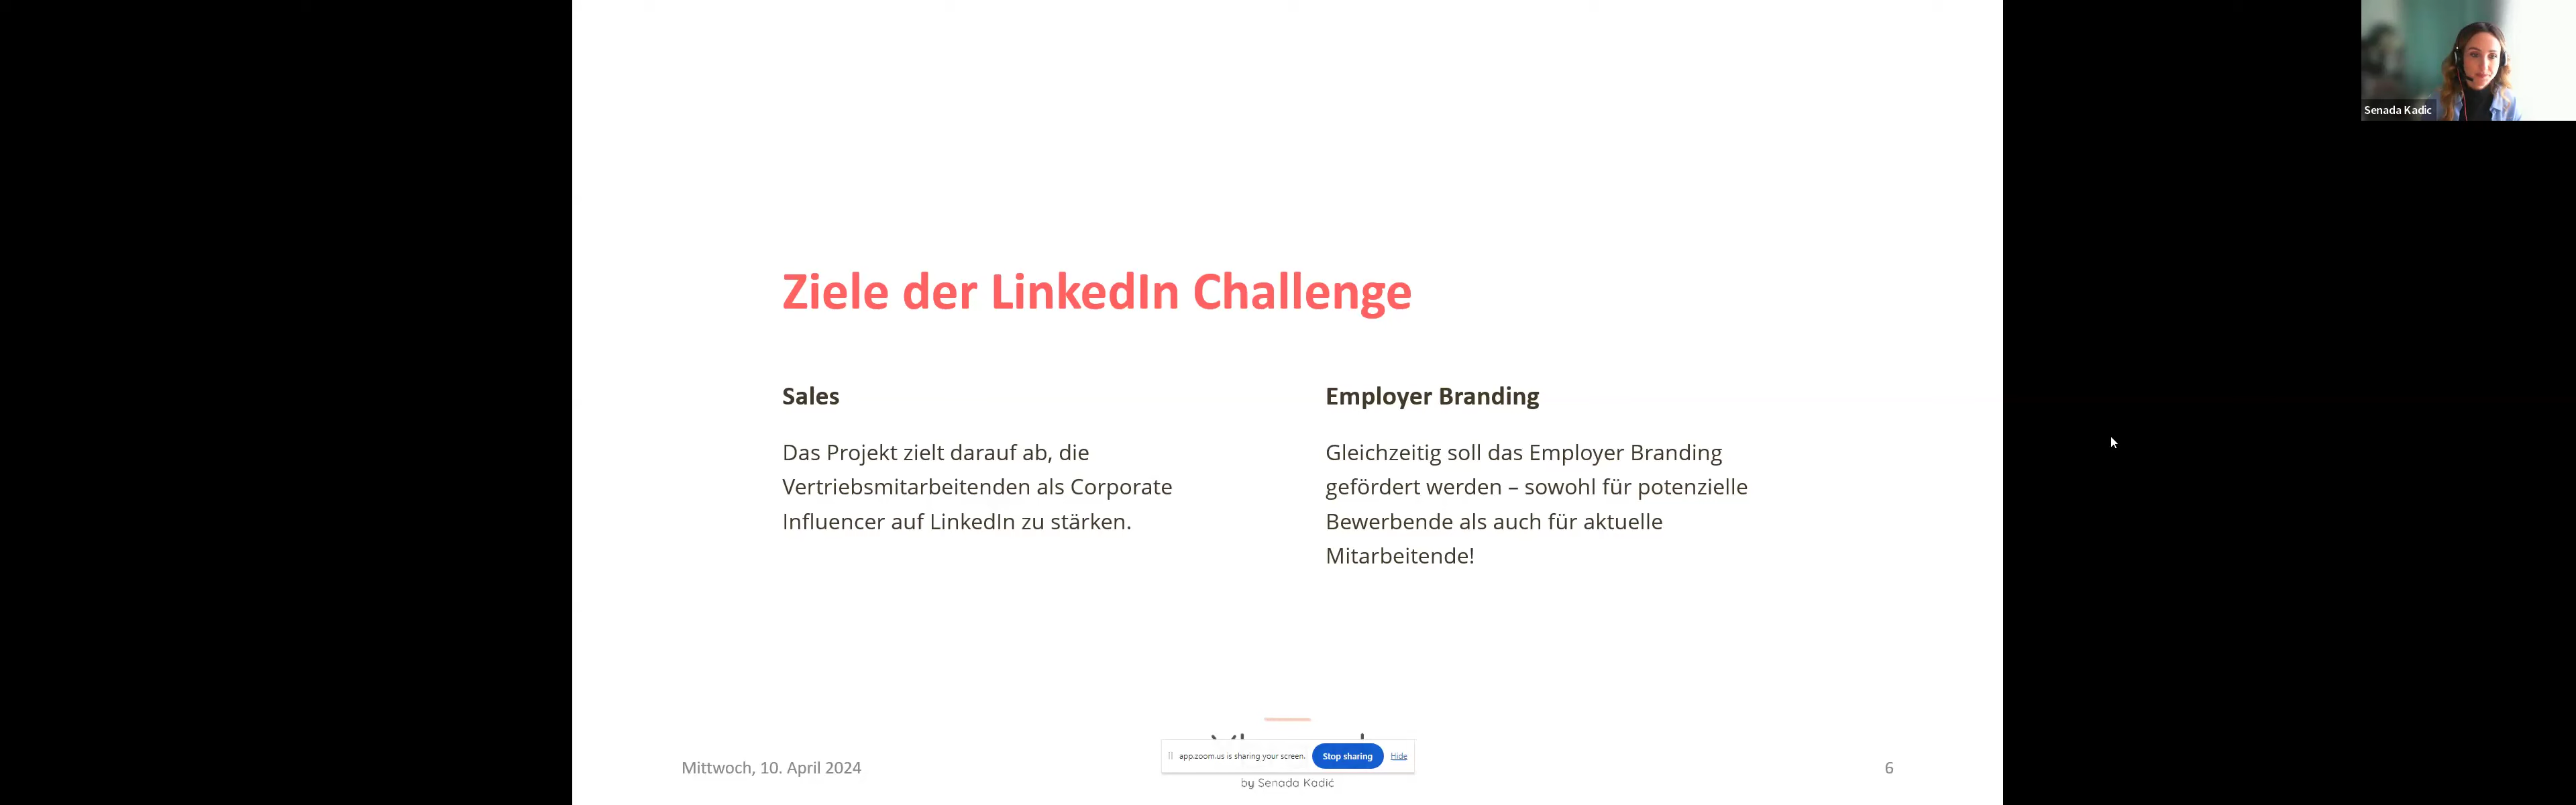 Senada Kadic
Ziele der LinkedIn Challenge
Sales
Das Projekt zielt darauf ab, die
Vertriebsmitarbeitenden als Corporate
Influencer auf LinkedIn zu stärken.
Employer Branding
Gleichzeitig soll das Employer Branding
gefördert werden – sowohl für potenzielle
Bewerbende als auch für aktuelle
Mitarbeitende!
Mittwoch, 10. April 2024
app.zoom.us is sharing your screen. Stop sharing Hide
by Senada Kadić
6